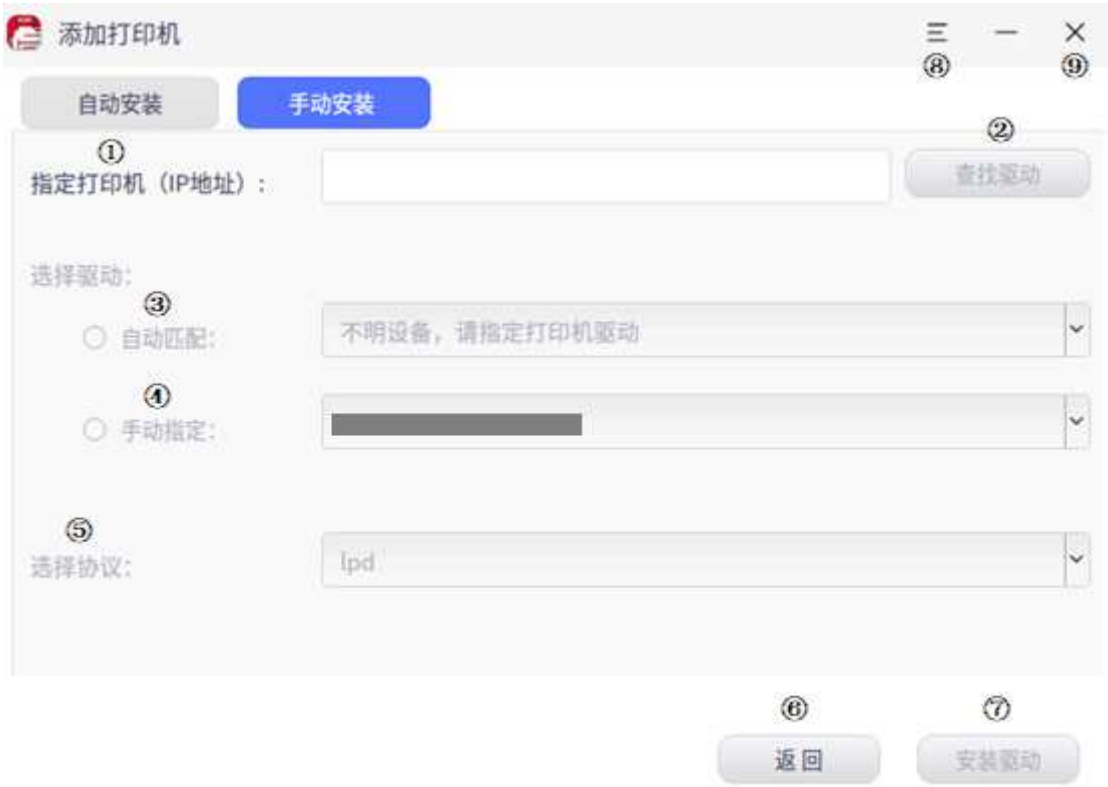 添加打印机
⑧ ⑨
自动安装 手动安装
① ②
指定打印机（IP地址）: 查找驱动
选择驱动:
③
自动匹配: 不明设备，请指定打印机驱动
④
手动指定:
⑤
选择协议: lpd
⑥ ⑦
返回 安装驱动